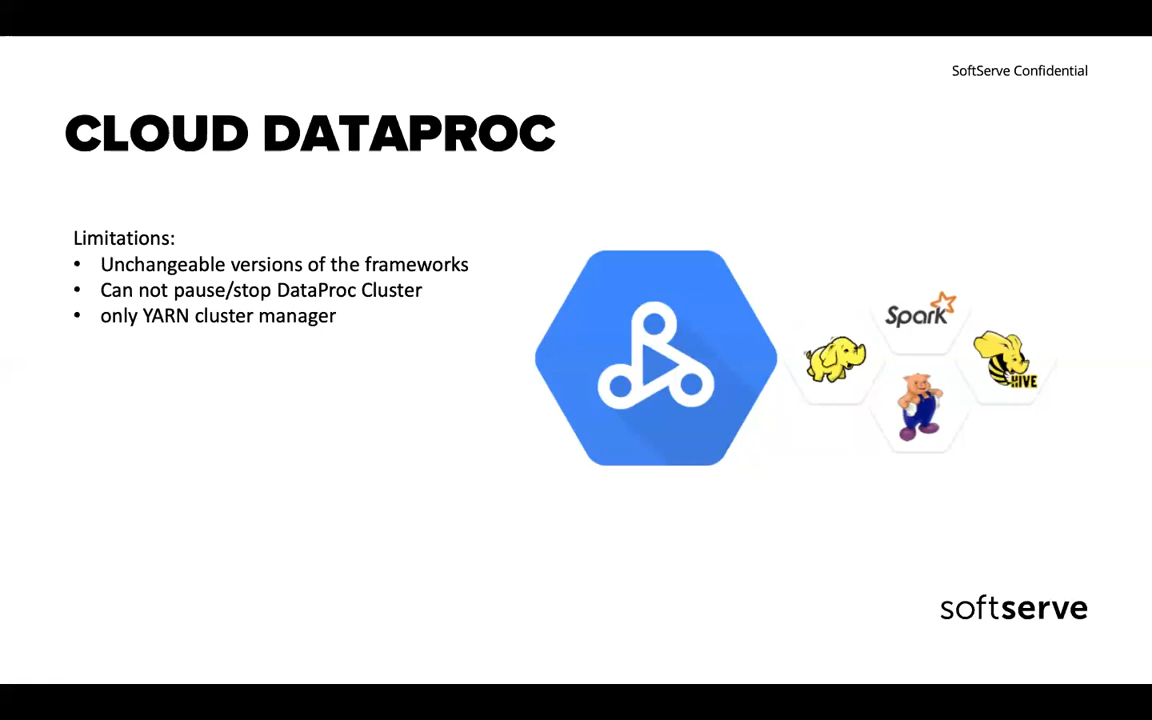 SoftServe Confidential
CLOUD DATAPROC
Limitations:
• Unchangeable versions of the frameworks
• Can not pause/stop DataProc Cluster
• only YARN cluster manager
Spark
HIVE
softserve